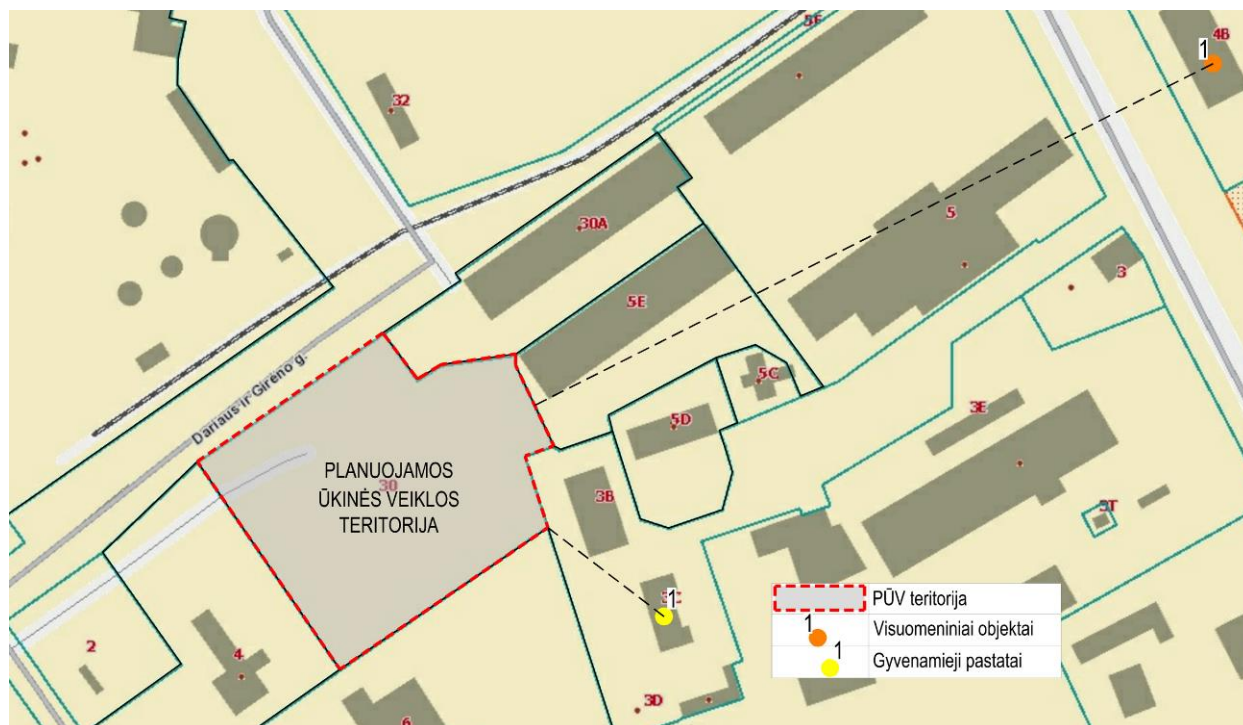 5F
4B
1
32
30A
5
5E
3
Dariaus ir Girėno g.
5C
5D
3E
PLANUOJAMOS
30
ŪKINĖS VEIKLOS
TERITORIJA
3B
3T
3C
1
PŪV teritorija
1
Visuomeniniai objektai
1
Gyvenamieji pastatai
2
4
3D
6